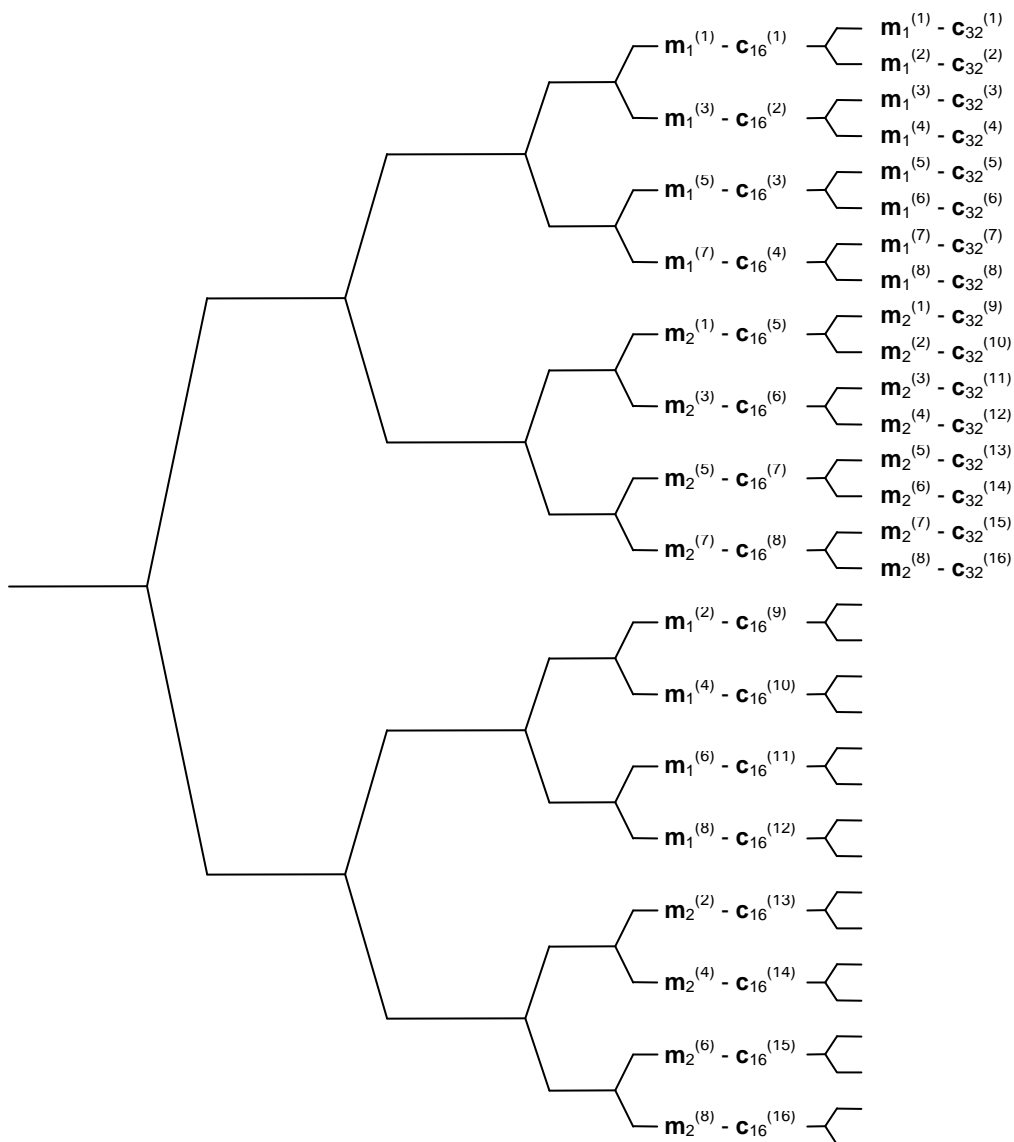 m₁⁽¹⁾ - c₁₆⁽¹⁾
m₁⁽³⁾ - c₁₆⁽²⁾
m₁⁽⁵⁾ - c₁₆⁽³⁾
m₁⁽⁷⁾ - c₁₆⁽⁴⁾
m₂⁽¹⁾ - c₁₆⁽⁵⁾
m₂⁽³⁾ - c₁₆⁽⁶⁾
m₂⁽⁵⁾ - c₁₆⁽⁷⁾
m₂⁽⁷⁾ - c₁₆⁽⁸⁾
m₁⁽²⁾ - c₁₆⁽⁹⁾
m₁⁽⁴⁾ - c₁₆⁽¹⁰⁾
m₁⁽⁶⁾ - c₁₆⁽¹¹⁾
m₁⁽⁸⁾ - c₁₆⁽¹²⁾
m₂⁽²⁾ - c₁₆⁽¹³⁾
m₂⁽⁴⁾ - c₁₆⁽¹⁴⁾
m₂⁽⁶⁾ - c₁₆⁽¹⁵⁾
m₂⁽⁸⁾ - c₁₆⁽¹⁶⁾
m₁⁽¹⁾ - c₃₂⁽¹⁾
m₁⁽²⁾ - c₃₂⁽²⁾
m₁⁽³⁾ - c₃₂⁽³⁾
m₁⁽⁴⁾ - c₃₂⁽⁴⁾
m₁⁽⁵⁾ - c₃₂⁽⁵⁾
m₁⁽⁶⁾ - c₃₂⁽⁶⁾
m₁⁽⁷⁾ - c₃₂⁽⁷⁾
m₁⁽⁸⁾ - c₃₂⁽⁸⁾
m₂⁽¹⁾ - c₃₂⁽⁹⁾
m₂⁽²⁾ - c₃₂⁽¹⁰⁾
m₂⁽³⁾ - c₃₂⁽¹¹⁾
m₂⁽⁴⁾ - c₃₂⁽¹²⁾
m₂⁽⁵⁾ - c₃₂⁽¹³⁾
m₂⁽⁶⁾ - c₃₂⁽¹⁴⁾
m₂⁽⁷⁾ - c₃₂⁽¹⁵⁾
m₂⁽⁸⁾ - c₃₂⁽¹⁶⁾